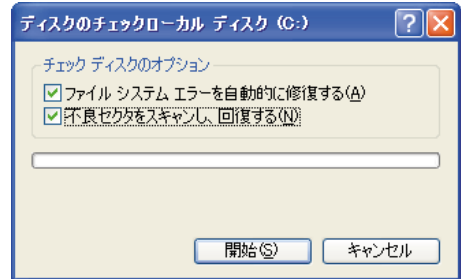 ディスクのチェックローカル ディスク (C:)
チェック ディスクのオプション
ファイル システム エラーを自動的に修復する(A)
不良セクタをスキャンし、回復する(N)
開始(S)
キャンセル